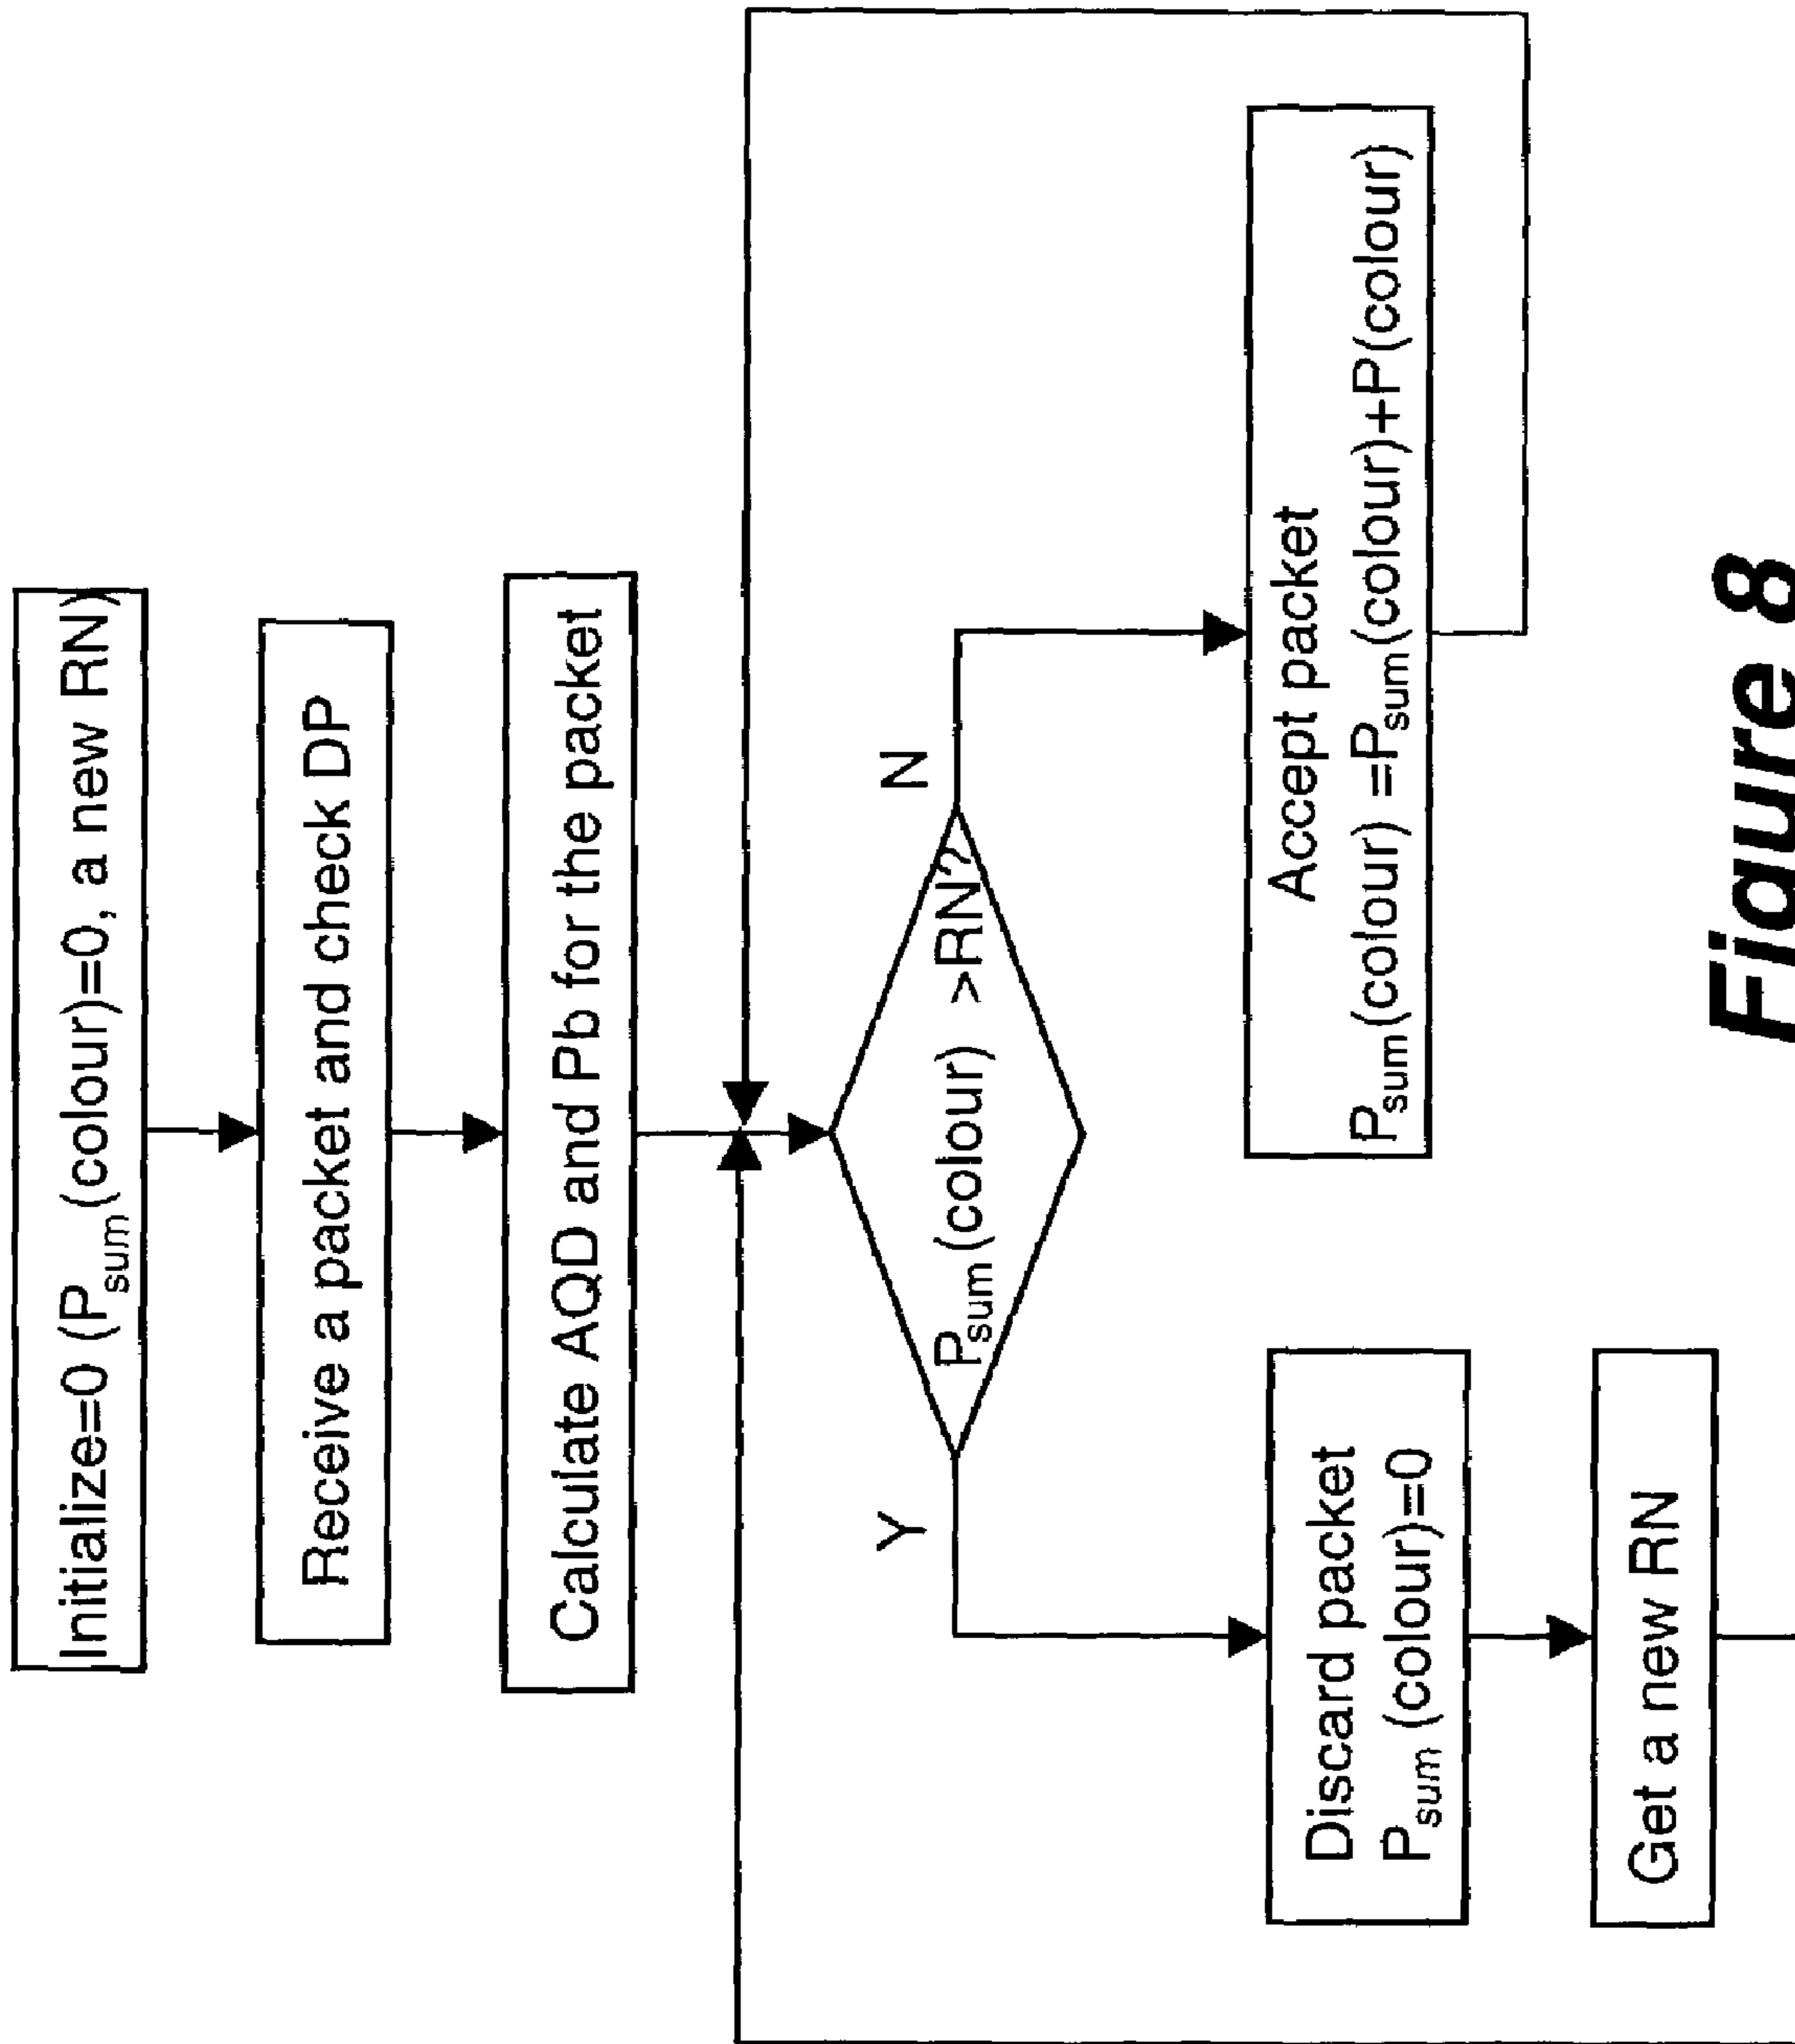 Initialize=0 (Psum(colour)=0, a new RN)
Receive a packet and check DP
Calculate AQD and Pb for the packet
Psum(colour) >RN?
Y
N
Discard packet
Psum (colour)=0
Get a new RN
Accept packet
Psum(colour) =Psum(colour)+P(colour)
Figure 8